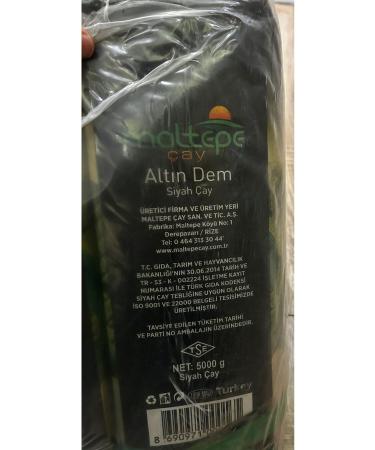 maltepe
çay
Altın Dem
Siyah Çay
ÜRETİCİ FİRMA VE ÜRETİM YERİ
MALTEPE ÇAY SAN. VE TİC. A.Ş.
Fabrika: Maltepe Köyü No: 1
Derepazarı / RİZE
Tel: 0 464 313 30 44
www.maltepecay.com.tr
T.C. GIDA, TARIM VE HAYVANCILIK
BAKANLIĞI'NIN 30.06.2014 TARİH VE
TR - 53 - K - 002224 İŞLETME KAYIT
NUMARASI İLE TÜRK GIDA KODEKSİ
SİYAH ÇAY TEBLİĞİNE UYGUN OLARAK
ISO 9001 VE 22000 BELGELİ TESİSİMİZDE
ÜRETİLMİŞTİR.
TAVSİYE EDİLEN TÜKETİM TARİHİ
VE PARTİ NO AMBALAJIN ÜZERİNDEDİR.
TSE
NET: 5000 g
Siyah Çay
Turkey
8 690971